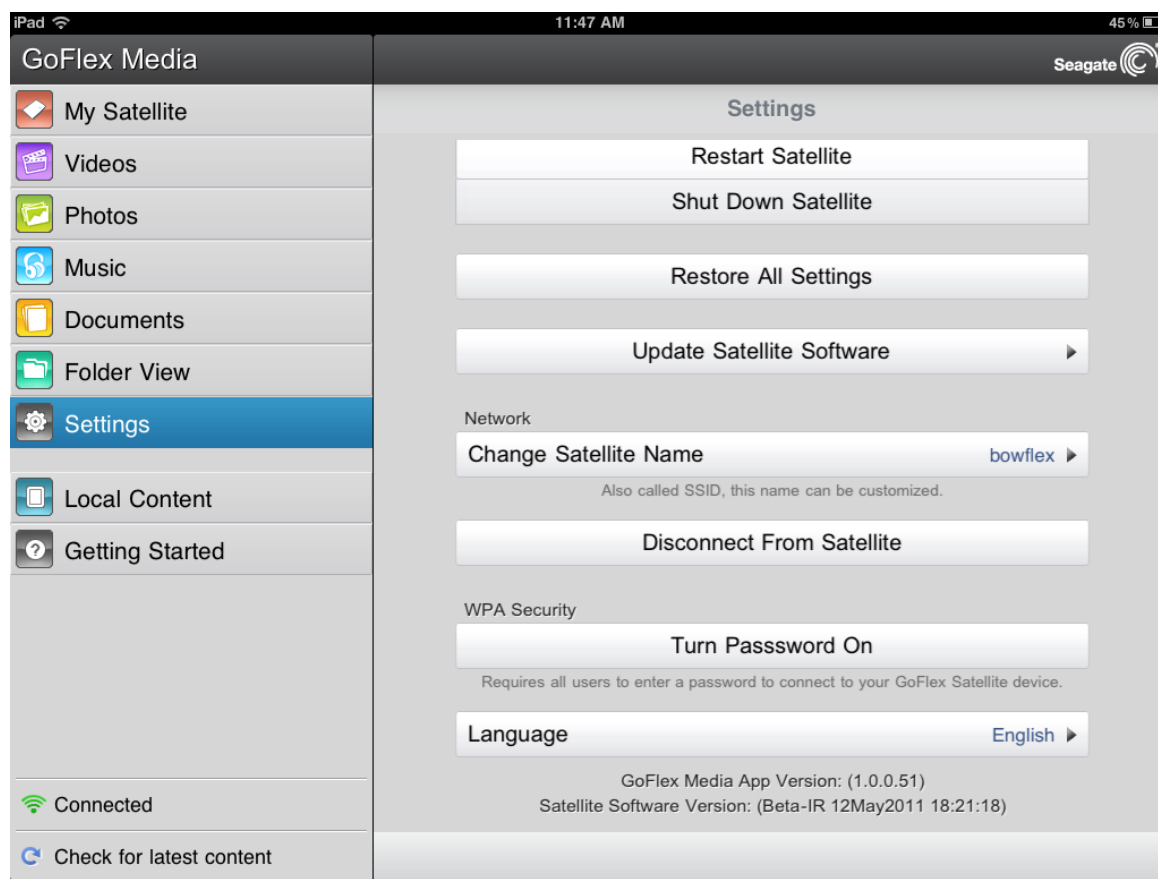 iPad 11:47 AM 45%
GoFlex Media
Seagate
My Satellite
Videos
Photos
Music
Documents
Folder View
Settings
Local Content
Getting Started
Connected
Check for latest content
Settings
Restart Satellite
Shut Down Satellite
Restore All Settings
Update Satellite Software
Network
Change Satellite Name bowflex
Also called SSID, this name can be customized.
Disconnect From Satellite
WPA Security
Turn Passsword On
Requires all users to enter a password to connect to your GoFlex Satellite device.
Language English
GoFlex Media App Version: (1.0.0.51)
Satellite Software Version: (Beta-IR 12May2011 18:21:18)